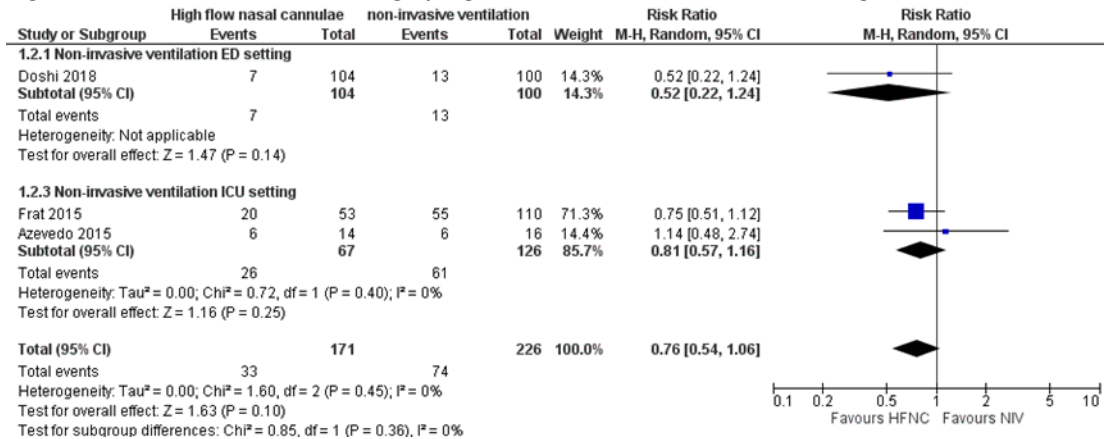 High flow nasal cannulae non-invasive ventilation Risk Ratio Risk Ratio
Study or Subgroup Events Total Events Total Weight M-H, Random, 95% CI M-H, Random, 95% CI
1.2.1 Non-invasive ventilation ED setting
Doshi 2018 7 104 13 100 14.3% 0.52 [0.22, 1.24]
Subtotal (95% CI) 104 100 14.3% 0.52 [0.22, 1.24]
Total events 7 13
Heterogeneity: Not applicable
Test for overall effect: Z = 1.47 (P = 0.14)
1.2.3 Non-invasive ventilation ICU setting
Frat 2015 20 53 55 110 71.3% 0.75 [0.51, 1.12]
Azevedo 2015 6 14 6 16 14.4% 1.14 [0.48, 2.74]
Subtotal (95% CI) 67 126 85.7% 0.81 [0.57, 1.16]
Total events 26 61
Heterogeneity: Tau² = 0.00; Chi² = 0.72, df = 1 (P = 0.40); I² = 0%
Test for overall effect: Z = 1.16 (P = 0.25)
Total (95% CI) 171 226 100.0% 0.76 [0.54, 1.06]
Total events 33 74
Heterogeneity: Tau² = 0.00; Chi² = 1.60, df = 2 (P = 0.45); I² = 0%
Test for overall effect: Z = 1.63 (P = 0.10)
Test for subgroup differences: Chi² = 0.85, df = 1 (P = 0.36), I² = 0%
0.1 0.2 0.5 1 2 5 10
Favours HFNC Favours NIV